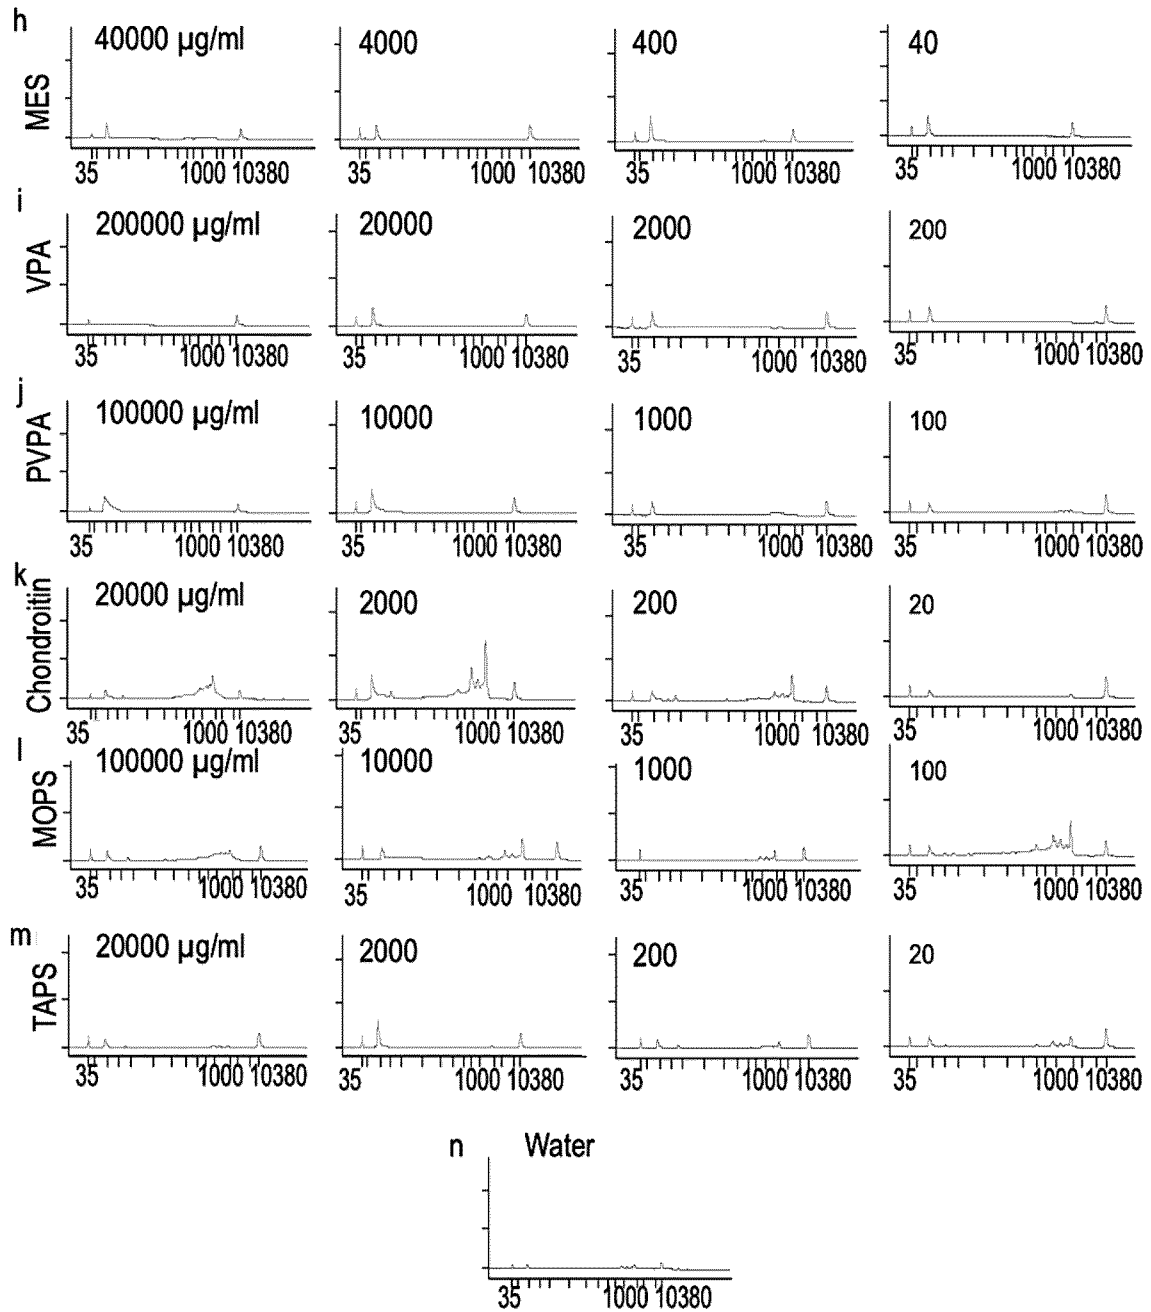 h
MES
40000 µg/ml 4000 400 40
35 1000 10380 35 1000 10380 35 1000 10380 35 1000 10380
i
VPA
200000 µg/ml 20000 2000 200
35 1000 10380 35 1000 10380 35 1000 10380 35 1000 10380
j
PVPA
100000 µg/ml 10000 1000 100
35 1000 10380 35 1000 10380 35 1000 10380 35 1000 10380
k
Chondroitin
20000 µg/ml 2000 200 20
35 1000 10380 35 1000 10380 35 1000 10380 35 1000 10380
l
MOPS
100000 µg/ml 10000 1000 100
35 1000 10380 35 1000 10380 35 1000 10380 35 1000 10380
m
TAPS
20000 µg/ml 2000 200 20
35 1000 10380 35 1000 10380 35 1000 10380 35 1000 10380
n Water
35 1000 10380